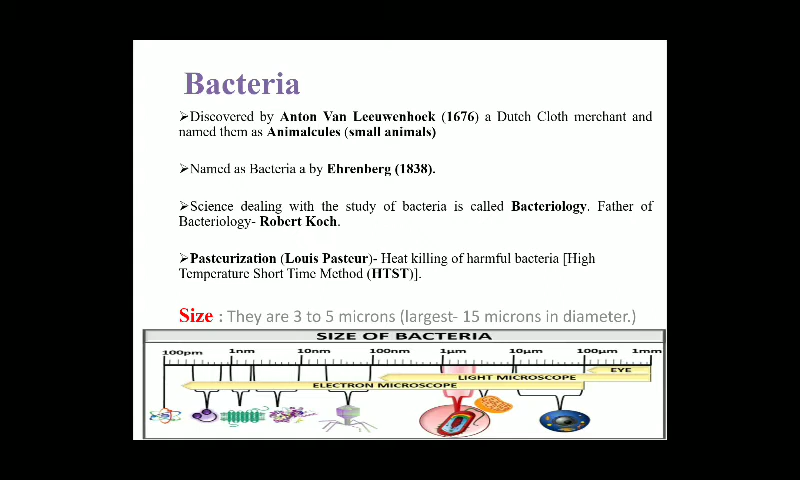 Bacteria
➢Discovered by Anton Van Leeuwenhoek (1676) a Dutch Cloth merchant and
named them as Animalcules (small animals)
➢Named as Bacteria a by Ehrenberg (1838).
➢Science dealing with the study of bacteria is called Bacteriology. Father of
Bacteriology- Robert Koch.
➢Pasteurization (Louis Pasteur)- Heat killing of harmful bacteria [High
Temperature Short Time Method (HTST)].
Size : They are 3 to 5 microns (largest- 15 microns in diameter.)
SIZE OF BACTERIA
100pm 1nm 10nm 100nm 1µm 10µm 100µm 1mm
EYE
LIGHT MICROSCOPE
ELECTRON MICROSCOPE